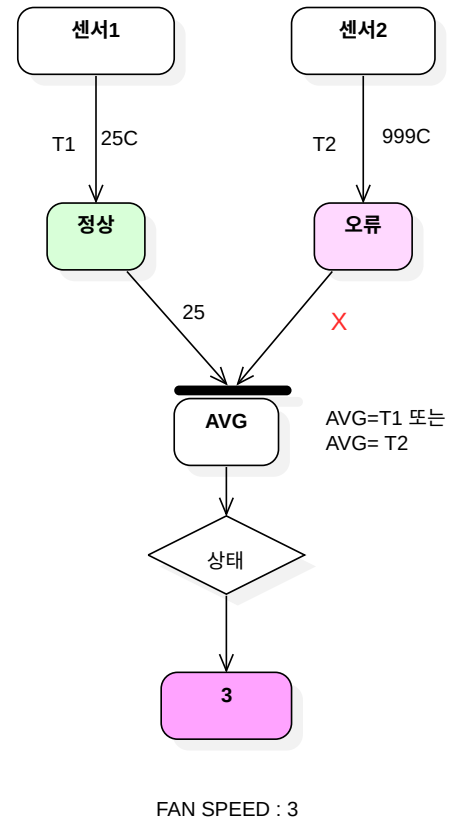 센서1
센서2
T1
25C
T2
999C
정상
오류
25
X
AVG
AVG=T1 또는
AVG= T2
상태
3
FAN SPEED : 3